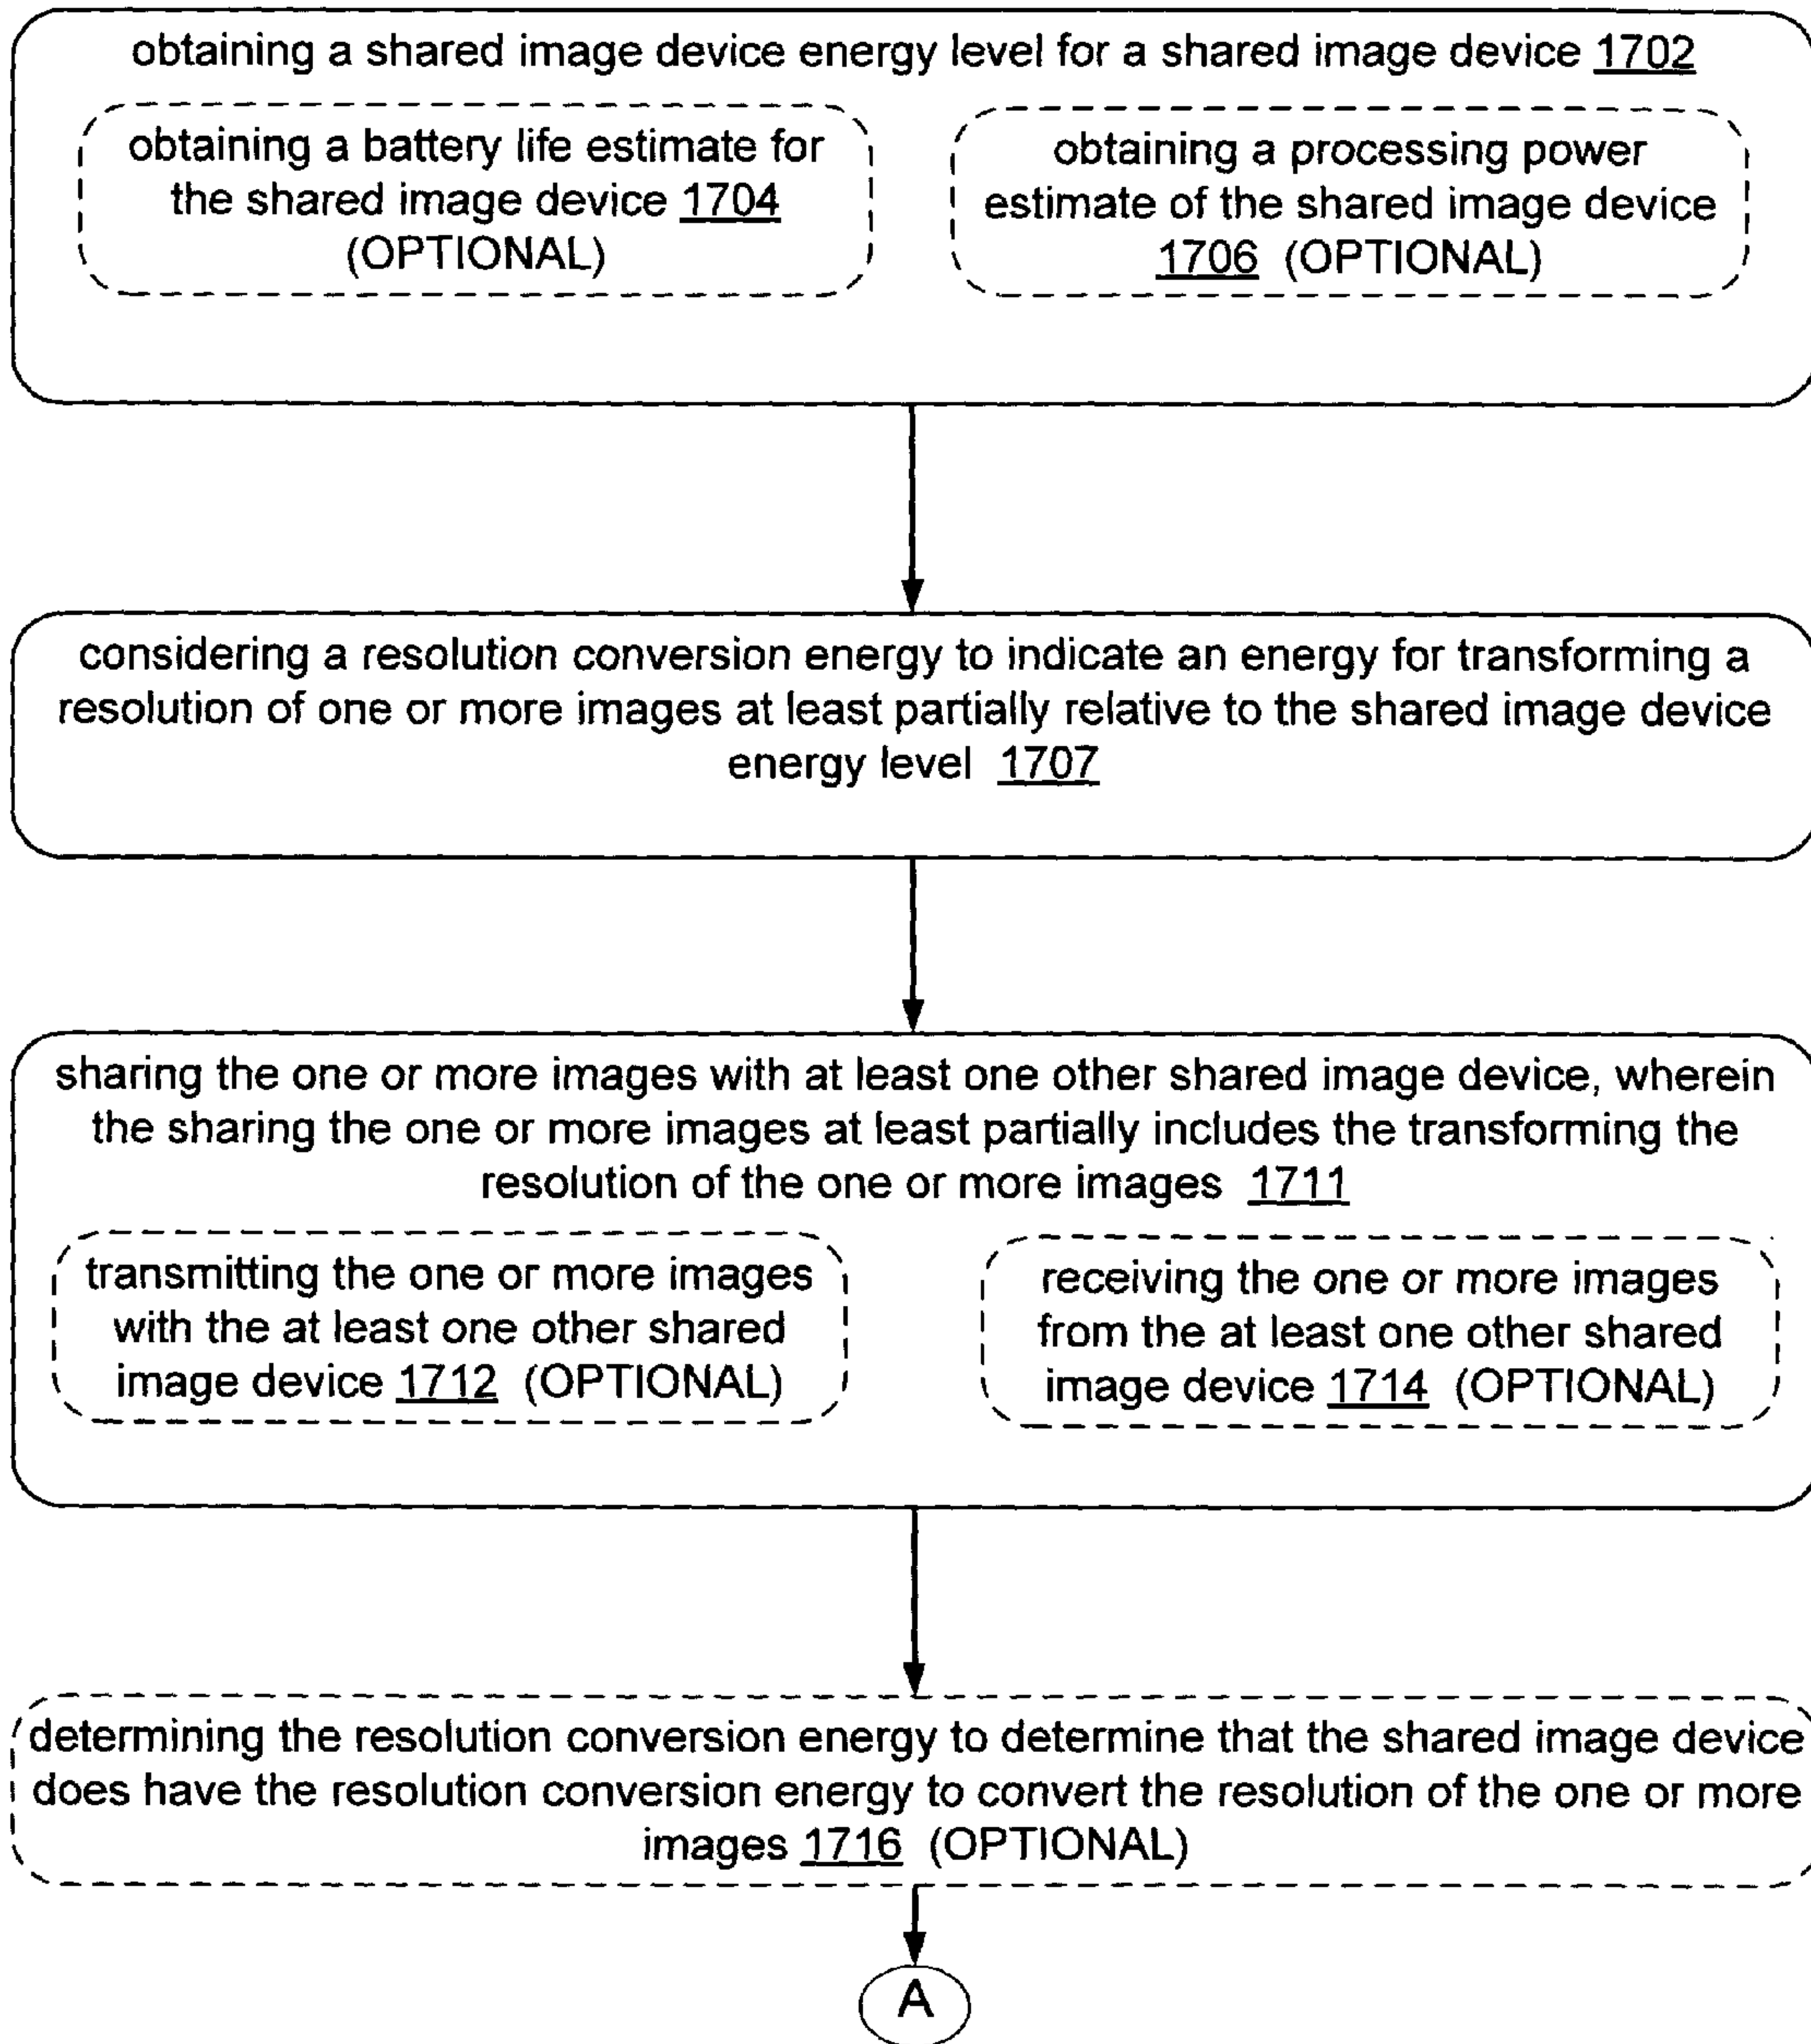 obtaining a shared image device energy level for a shared image device 1702
obtaining a battery life estimate for
the shared image device 1704
(OPTIONAL)
obtaining a processing power
estimate of the shared image device
1706 (OPTIONAL)
considering a resolution conversion energy to indicate an energy for transforming a
resolution of one or more images at least partially relative to the shared image device
energy level 1707
sharing the one or more images with at least one other shared image device, wherein
the sharing the one or more images at least partially includes the transforming the
resolution of the one or more images 1711
transmitting the one or more images
with the at least one other shared
image device 1712 (OPTIONAL)
receiving the one or more images
from the at least one other shared
image device 1714 (OPTIONAL)
determining the resolution conversion energy to determine that the shared image device
does have the resolution conversion energy to convert the resolution of the one or more
images 1716 (OPTIONAL)
A